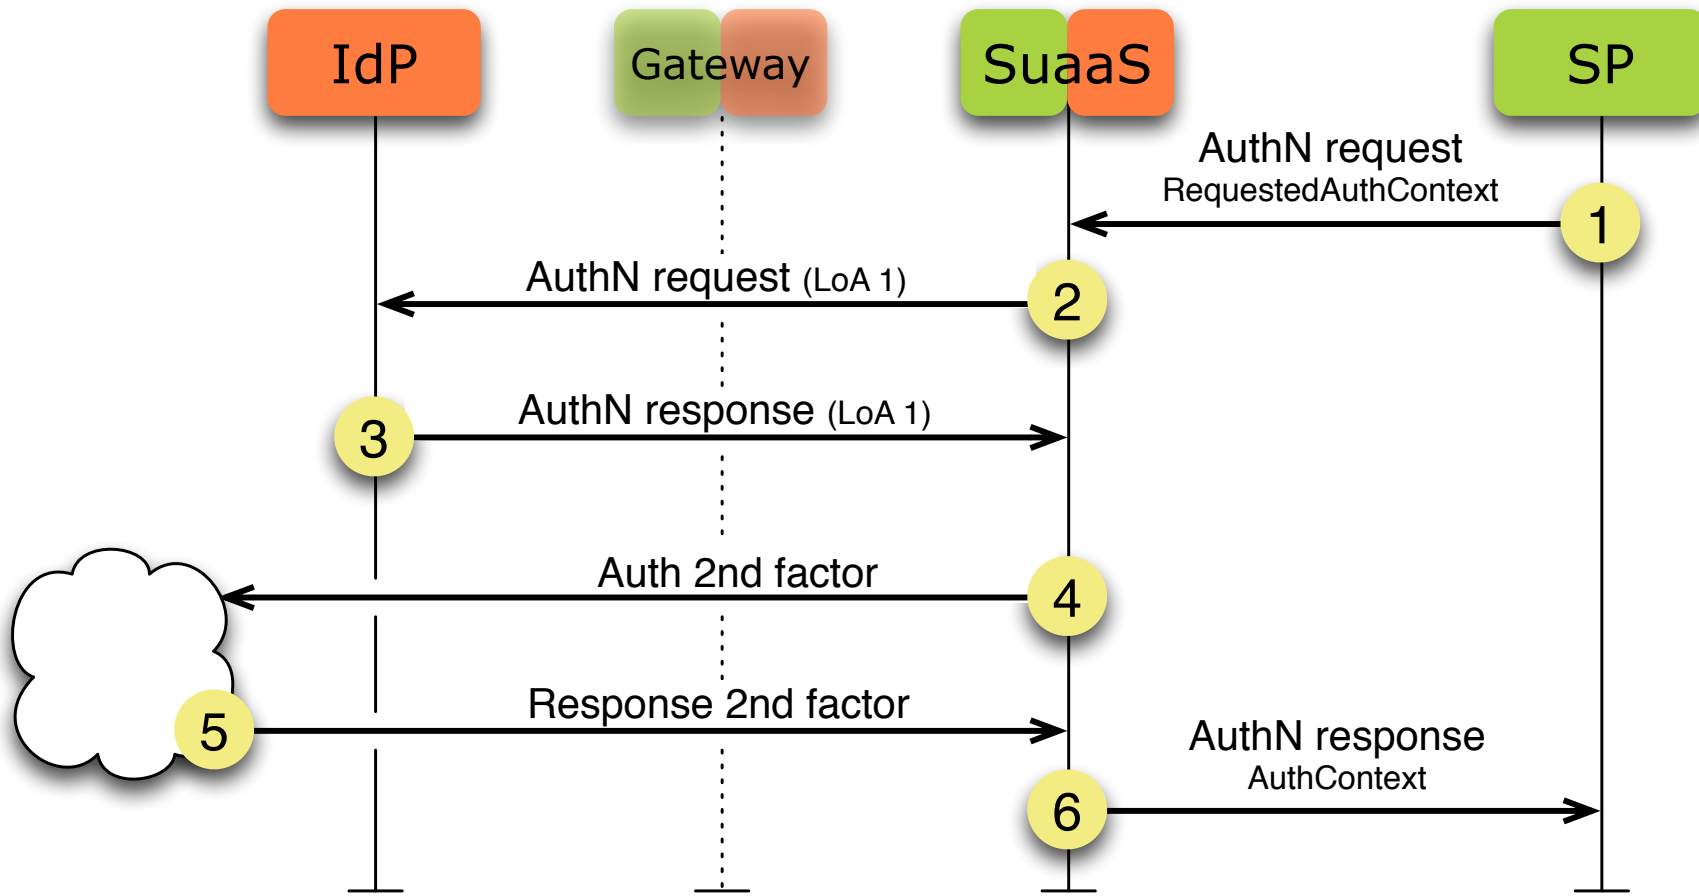 IdP
Gateway
SuaaS
SP
AuthN request
RequestedAuthContext
1
AuthN request (LoA 1)
2
AuthN response (LoA 1)
3
Auth 2nd factor
4
Response 2nd factor
5
AuthN response
AuthContext
6